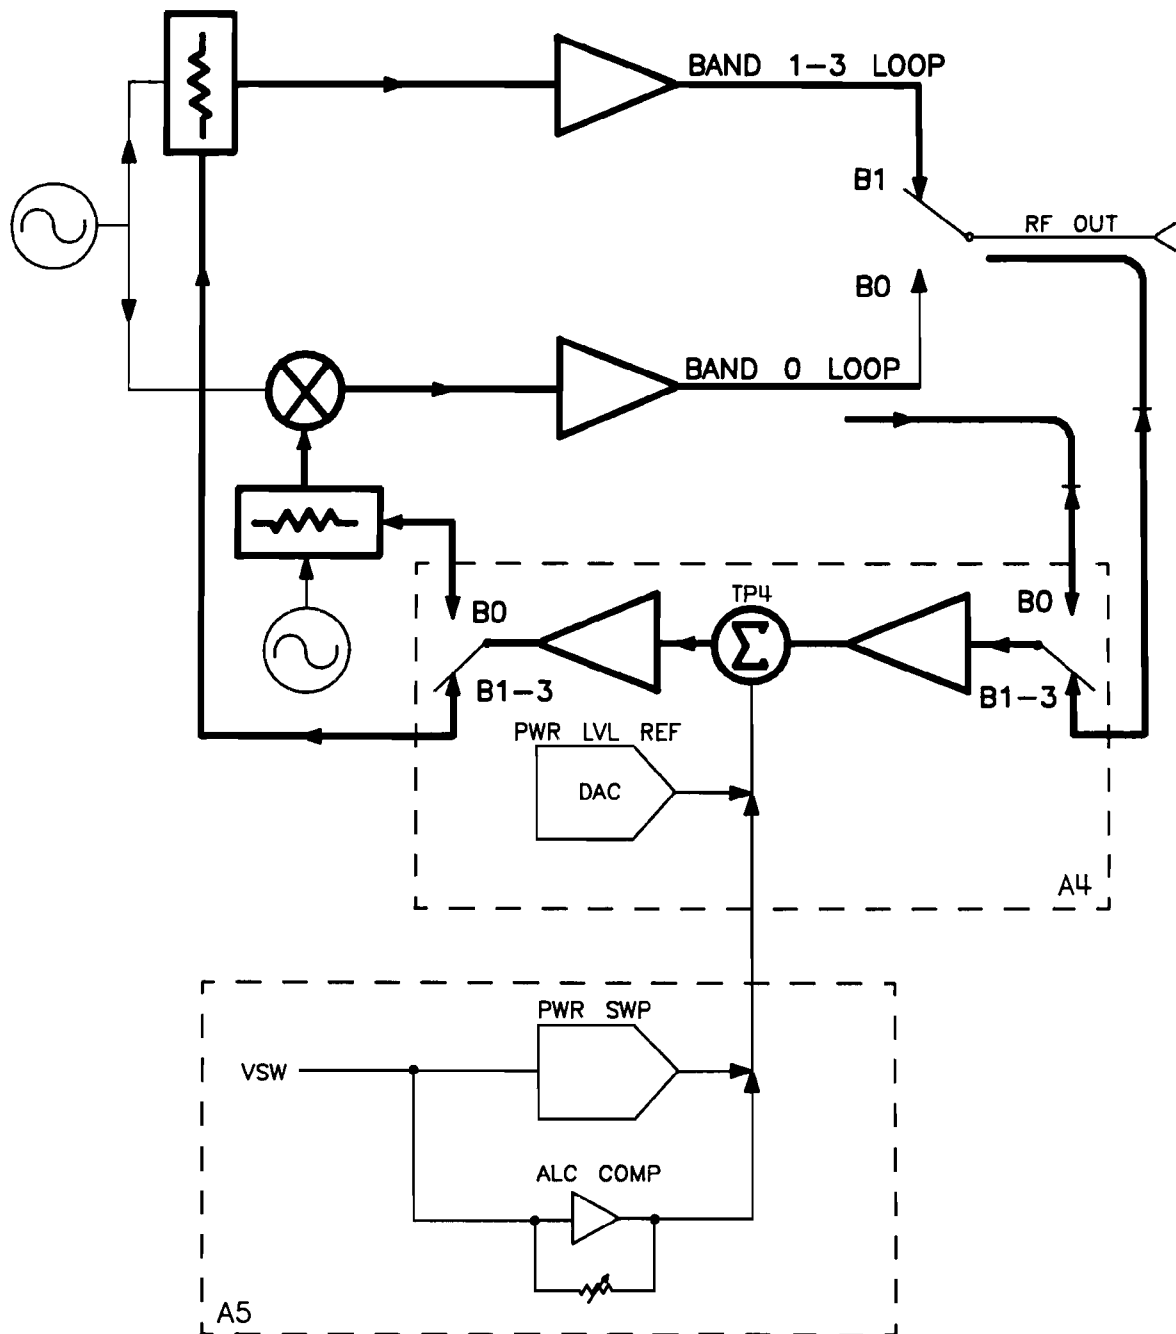 BAND 1-3 LOOP
B1
RF OUT
B0
BAND 0 LOOP
TP4
B0
B0
Σ
B1-3
B1-3
PWR LVL REF
DAC
A4
PWR SWP
VSW
ALC COMP
A5